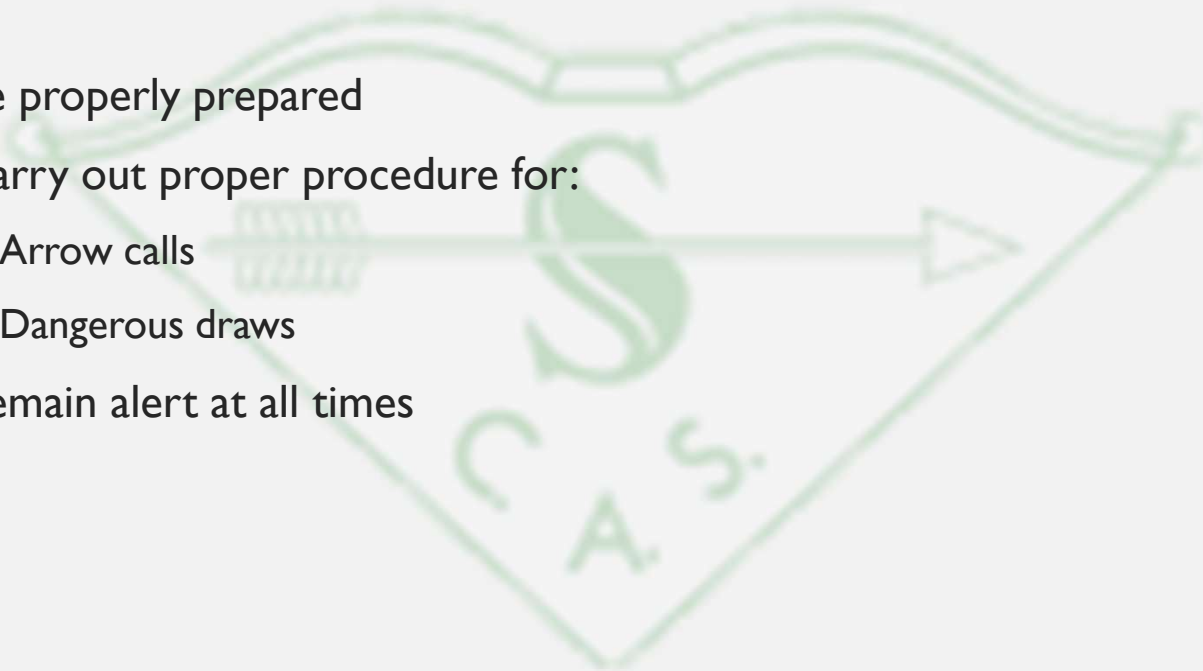 e properly prepared
arry out proper procedure for:
Arrow calls
Dangerous draws
emain alert at all times
S
C A. S.